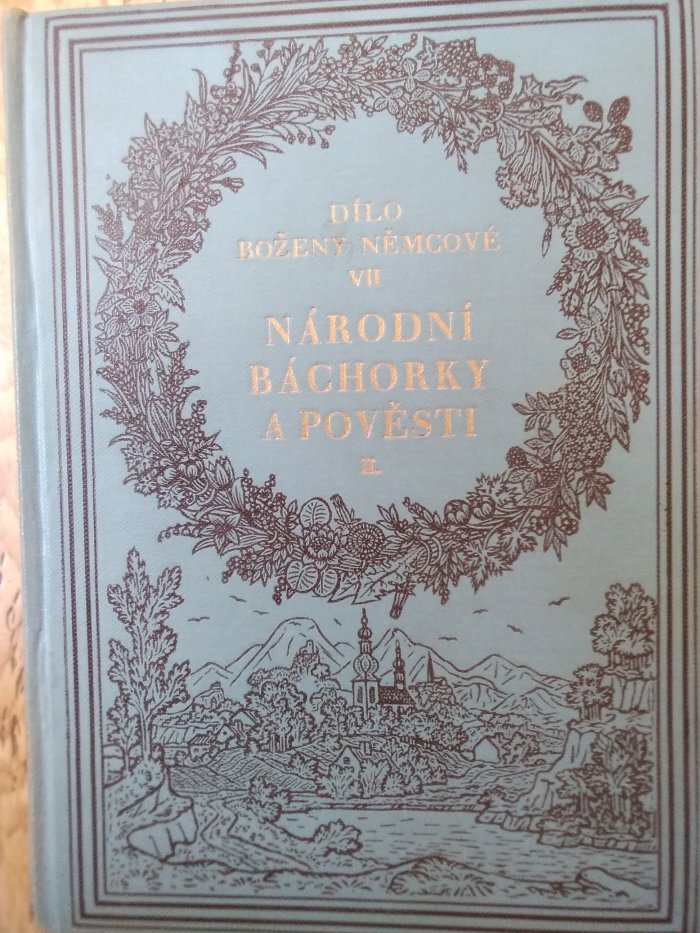 DÍLO
BOŽENY NĚMCOVÉ
VII
NÁRODNÍ
BÁCHORKY
A POVĚSTI
II.